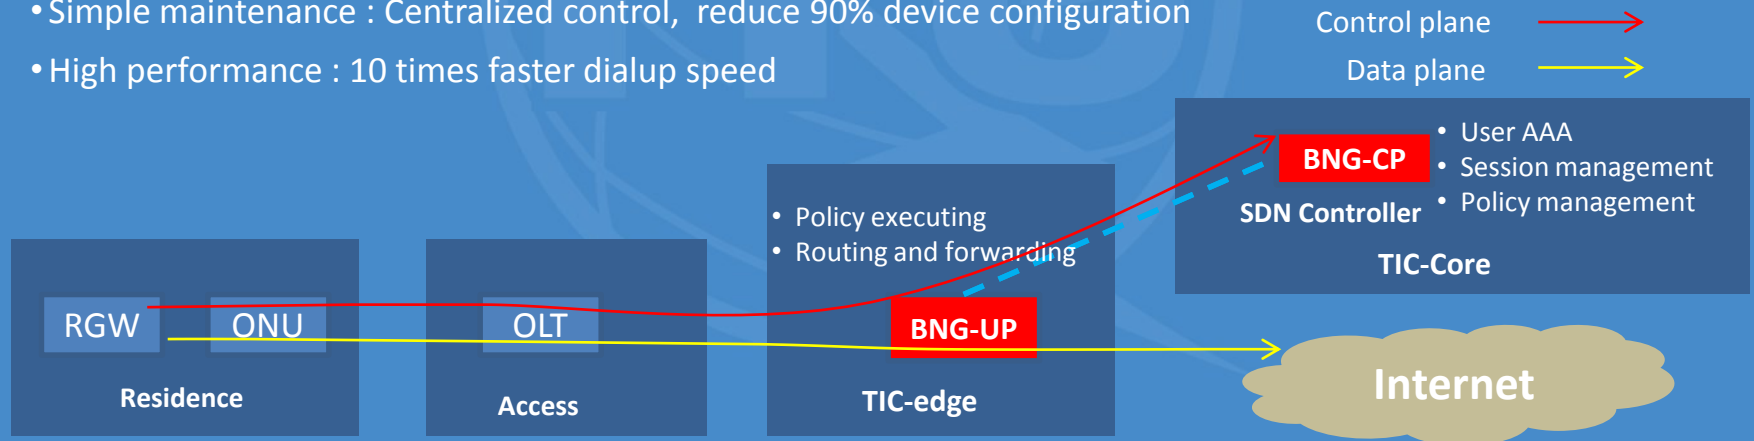 • Simple maintenance : Centralized control, reduce 90% device configuration
• High performance : 10 times faster dialup speed
Control plane
Data plane
• User AAA
• Session management
• Policy management
BNG-CP
SDN Controller
TIC-Core
• Policy executing
• Routing and forwarding
BNG-UP
TIC-edge
RGW
ONU
Residence
OLT
Access
Internet